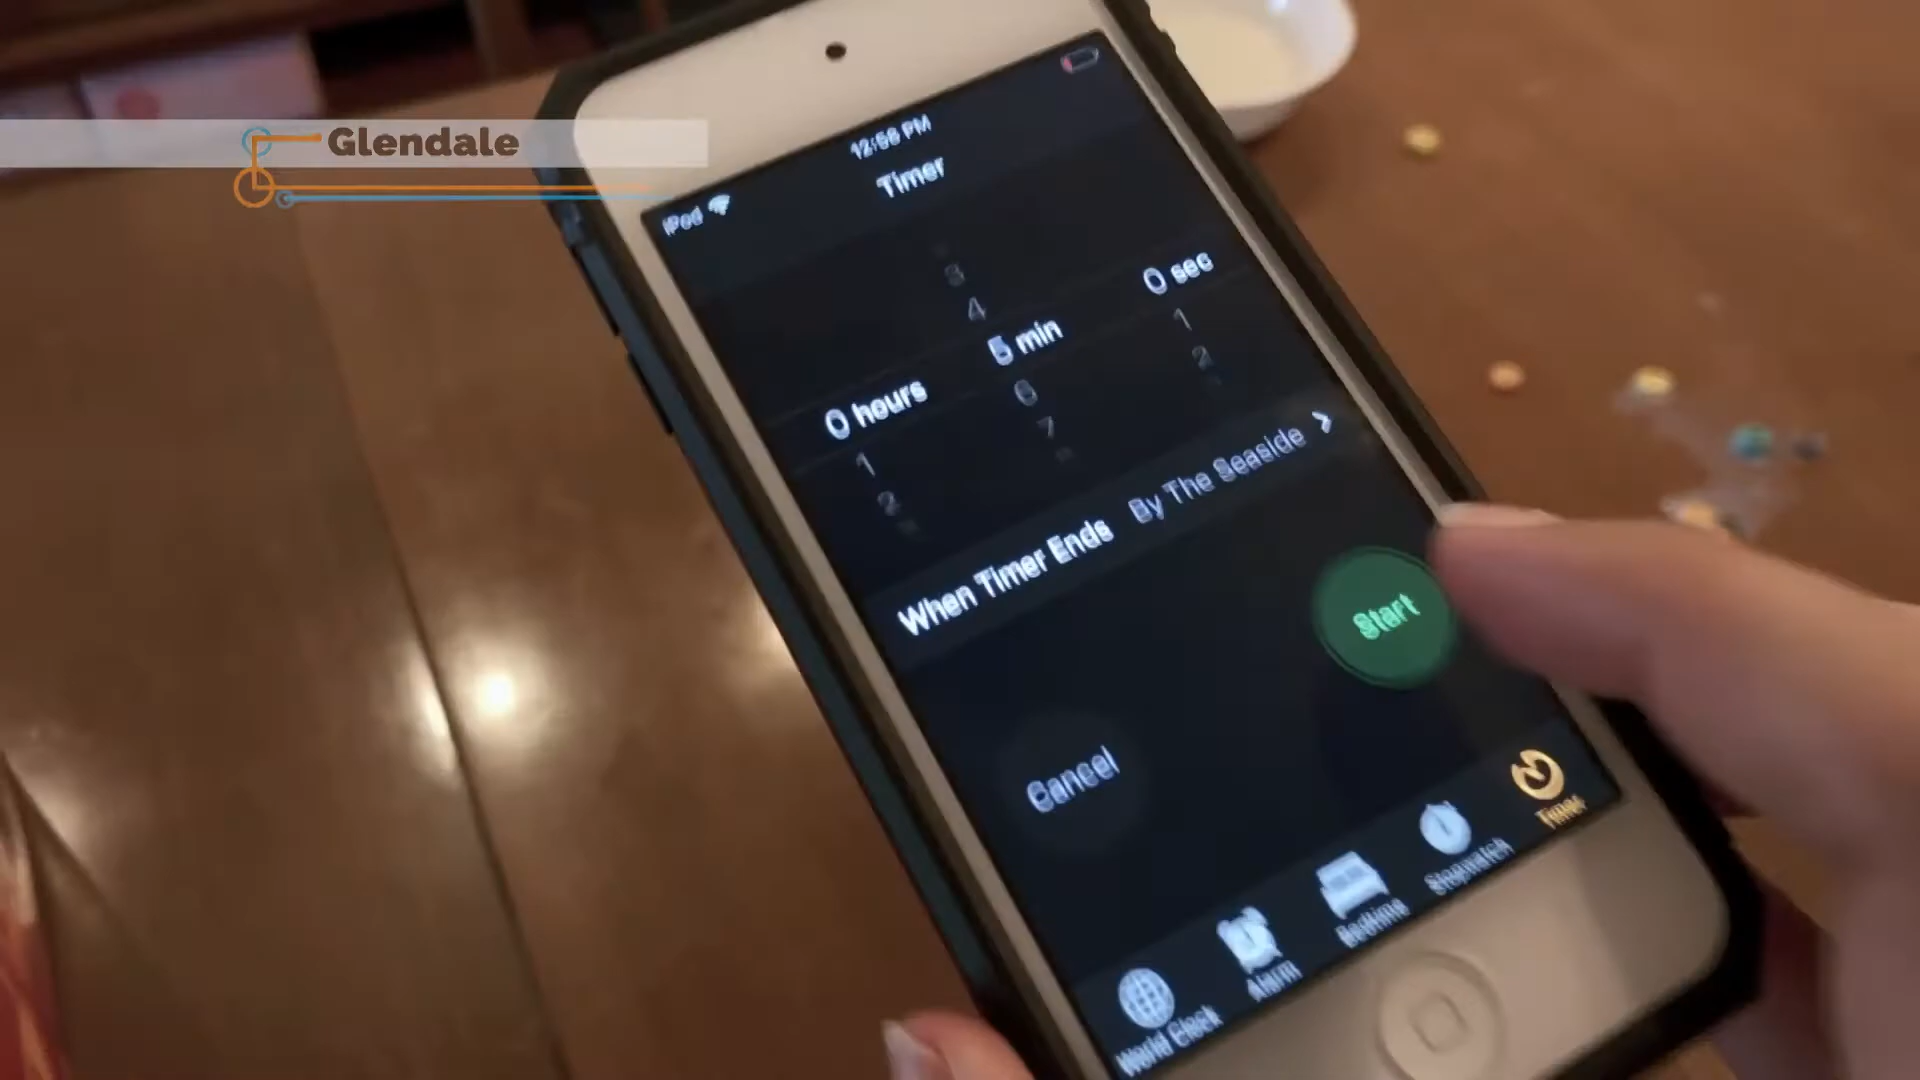 Glendale
iPod
12:56 PM
Timer
3
4
0 hours
5 min
0 sec
1
6
1
2
7
2
When Timer Ends By The Seaside
Start
Cancel
World Clock
Alarm
Bedtime
Stopwatch
Timer